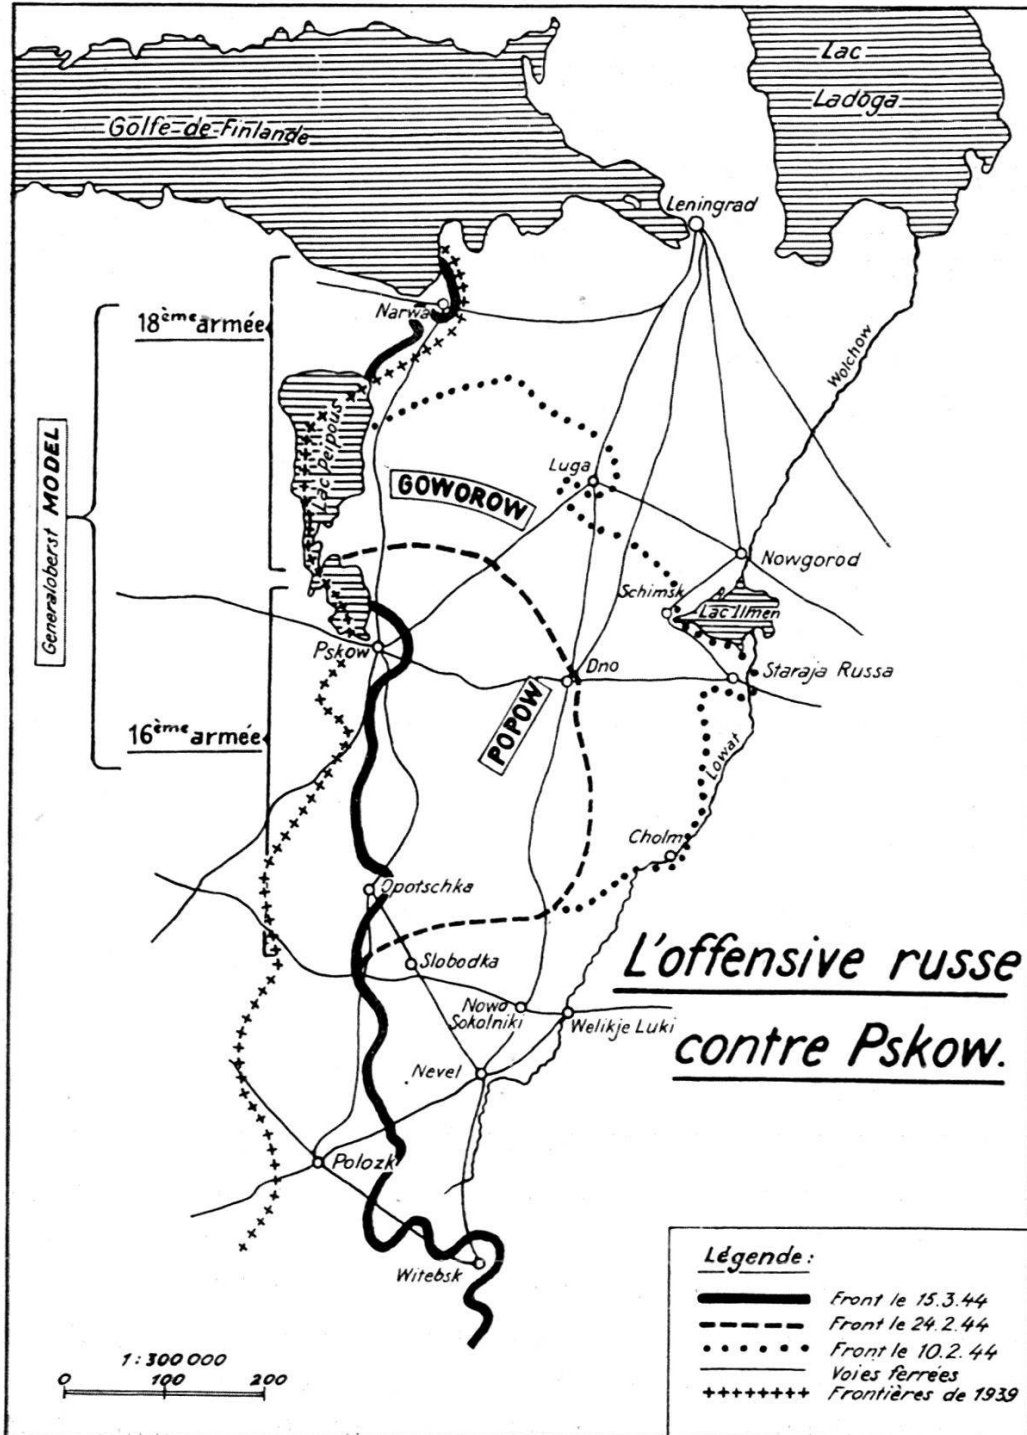 Lac
Ladoga
Golfe-de-Finlande
Leningrad
Narwa
18ème armée
Wolchow
Generaloberst MODEL
Lac Peipous
Luga
GOWOROW
Nowgorod
Schimsk
Lac Ilmen
Pskow
Dno
Staraja Russa
POPOW
16ème armée
Lowat
Cholm
Opotschka
Slobodka
L'offensive russe
contre Pskow.
Nowo
Sokolniki
Welikje Luki
Nevel
Polozk
Witebsk
Légende:
Front le 15.3.44
Front le 24.2.44
Front le 10.2.44
Voies ferrées
Frontières de 1939
1:300 000
0 100 200